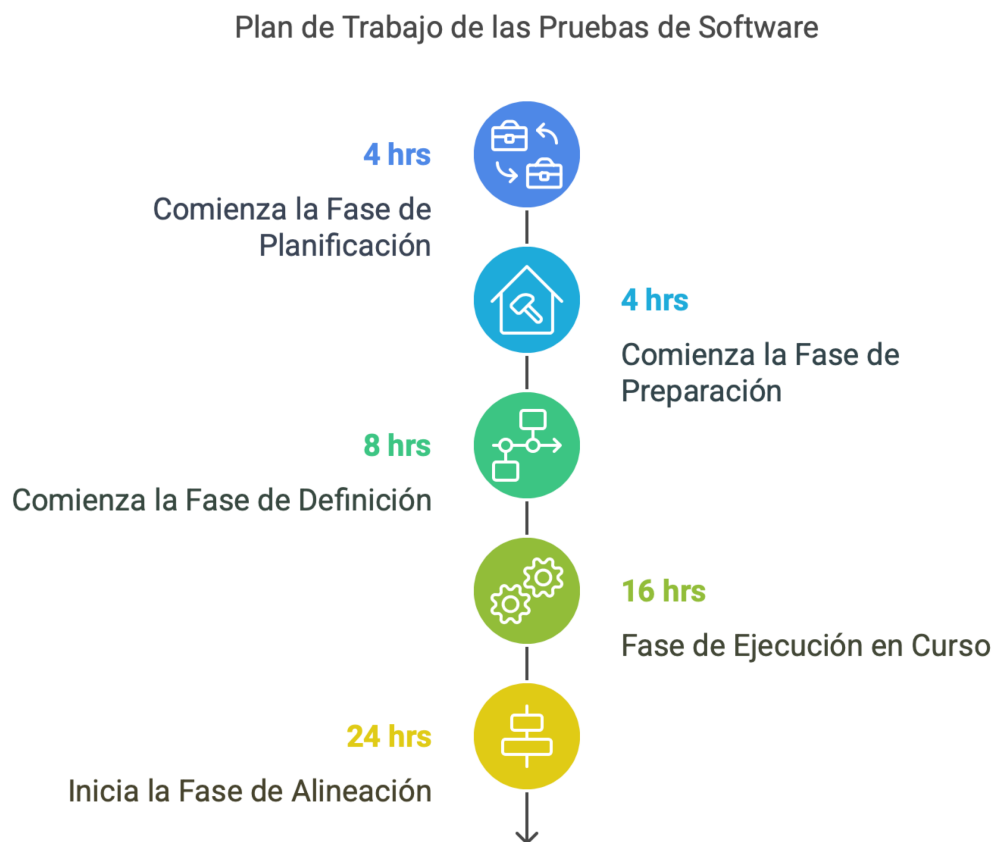 Plan de Trabajo de las Pruebas de Software
4 hrs
Comienza la Fase de
Planificación
4 hrs
Comienza la Fase de
Preparación
8 hrs
Comienza la Fase de Definición
16 hrs
Fase de Ejecución en Curso
24 hrs
Inicia la Fase de Alineación